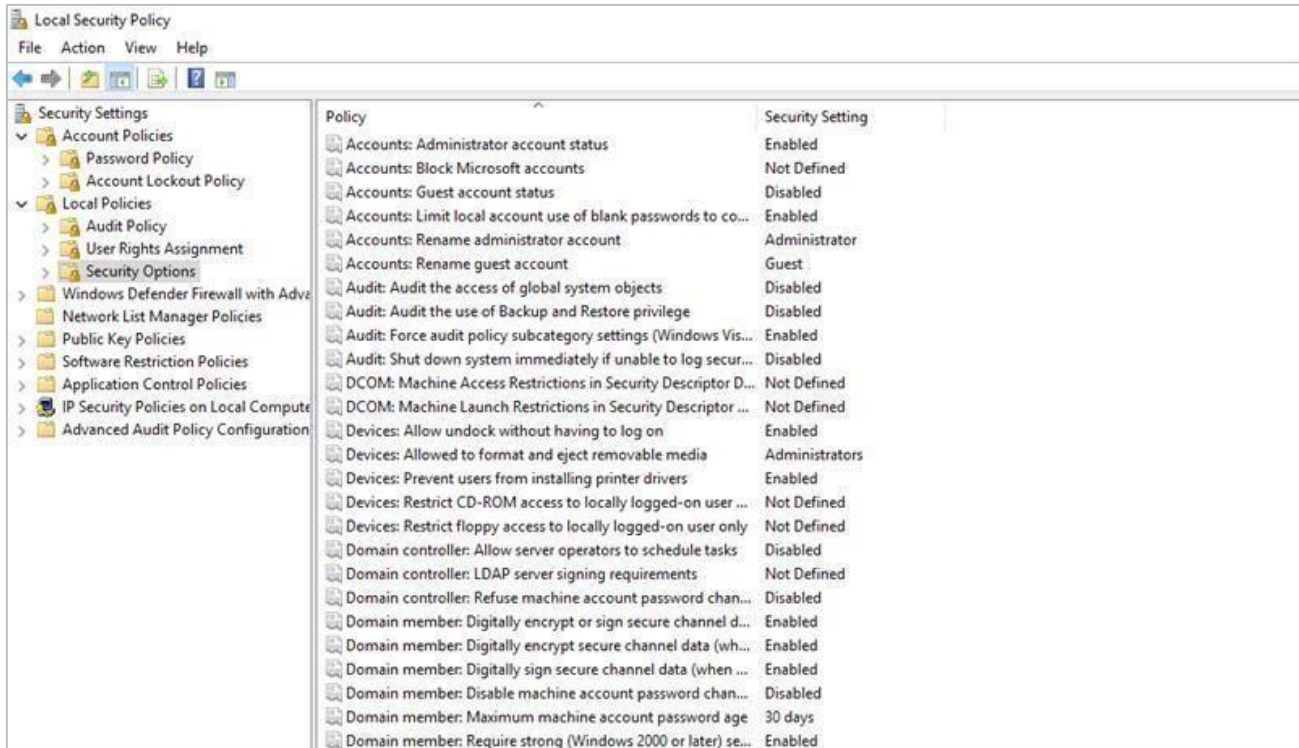 Local Security Policy
File Action View Help
Security Settings
Account Policies
Password Policy
Account Lockout Policy
Local Policies
Audit Policy
User Rights Assignment
Security Options
Windows Defender Firewall with Adva
Network List Manager Policies
Public Key Policies
Software Restriction Policies
Application Control Policies
IP Security Policies on Local Compute
Advanced Audit Policy Configuration
Policy Security Setting
Accounts: Administrator account status Enabled
Accounts: Block Microsoft accounts Not Defined
Accounts: Guest account status Disabled
Accounts: Limit local account use of blank passwords to co... Enabled
Accounts: Rename administrator account Administrator
Accounts: Rename guest account Guest
Audit: Audit the access of global system objects Disabled
Audit: Audit the use of Backup and Restore privilege Disabled
Audit: Force audit policy subcategory settings (Windows Vis... Enabled
Audit: Shut down system immediately if unable to log secur... Disabled
DCOM: Machine Access Restrictions in Security Descriptor D... Not Defined
DCOM: Machine Launch Restrictions in Security Descriptor ... Not Defined
Devices: Allow undock without having to log on Enabled
Devices: Allowed to format and eject removable media Administrators
Devices: Prevent users from installing printer drivers Enabled
Devices: Restrict CD-ROM access to locally logged-on user ... Not Defined
Devices: Restrict floppy access to locally logged-on user only Not Defined
Domain controller: Allow server operators to schedule tasks Disabled
Domain controller: LDAP server signing requirements Not Defined
Domain controller: Refuse machine account password chan... Disabled
Domain member: Digitally encrypt or sign secure channel d... Enabled
Domain member: Digitally encrypt secure channel data (wh... Enabled
Domain member: Digitally sign secure channel data (when ... Enabled
Domain member: Disable machine account password chan... Disabled
Domain member: Maximum machine account password age 30 days
Domain member: Require strong (Windows 2000 or later) se... Enabled